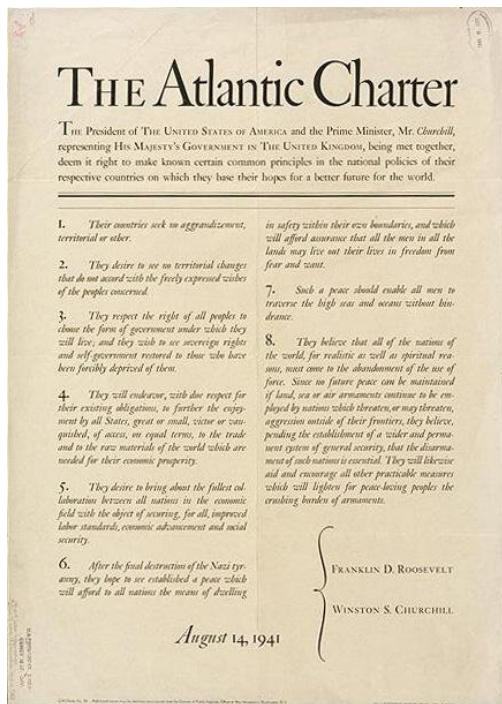 THE Atlantic Charter
THE President of THE UNITED STATES OF AMERICA and the Prime Minister, Mr. Churchill,
representing HIS MAJESTY'S GOVERNMENT IN THE UNITED KINGDOM, being met together,
deem it right to make known certain common principles in the national policies of their
respective countries on which they base their hopes for a better future for the world.
1. Their countries seek no aggrandizement,
territorial or other.
2. They desire to see no territorial changes
that do not accord with the freely expressed wishes
of the peoples concerned.
3. They respect the right of all peoples to
choose the form of government under which they
will live; and they wish to see sovereign rights
and self-government restored to those who have
been forcibly deprived of them.
4. They will endeavor, with due respect for
their existing obligations, to further the enjoy-
ment by all States, great or small, victor or van-
quished, of access, on equal terms, to the trade
and to the raw materials of the world which are
needed for their economic prosperity.
5. They desire to bring about the fullest col-
laboration between all nations in the economic
field with the object of securing, for all, improved
labor standards, economic advancement and social
security.
6. After the final destruction of the Nazi tyr-
anny, they hope to see established a peace which
will afford to all nations the means of dwelling
in safety within their own boundaries, and which
will afford assurance that all the men in all the
lands may live out their lives in freedom from
fear and want.
7. Such a peace should enable all men to
traverse the high seas and oceans without hin-
drance.
8. They believe that all of the nations of
the world, for realistic as well as spiritual rea-
sons, must come to the abandonment of the use of
force. Since no future peace can be maintained
if land, sea or air armaments continue to be em-
ployed by nations which threaten, or may threaten,
aggression outside of their frontiers, they believe,
pending the establishment of a wider and perma-
nent system of general security, that the disarma-
ment of such nations is essential. They will likewise
aid and encourage all other practicable measures
which will lighten for peace-loving peoples the
crushing burden of armaments.
FRANKLIN D. ROOSEVELT
WINSTON S. CHURCHILL
August 14, 1941